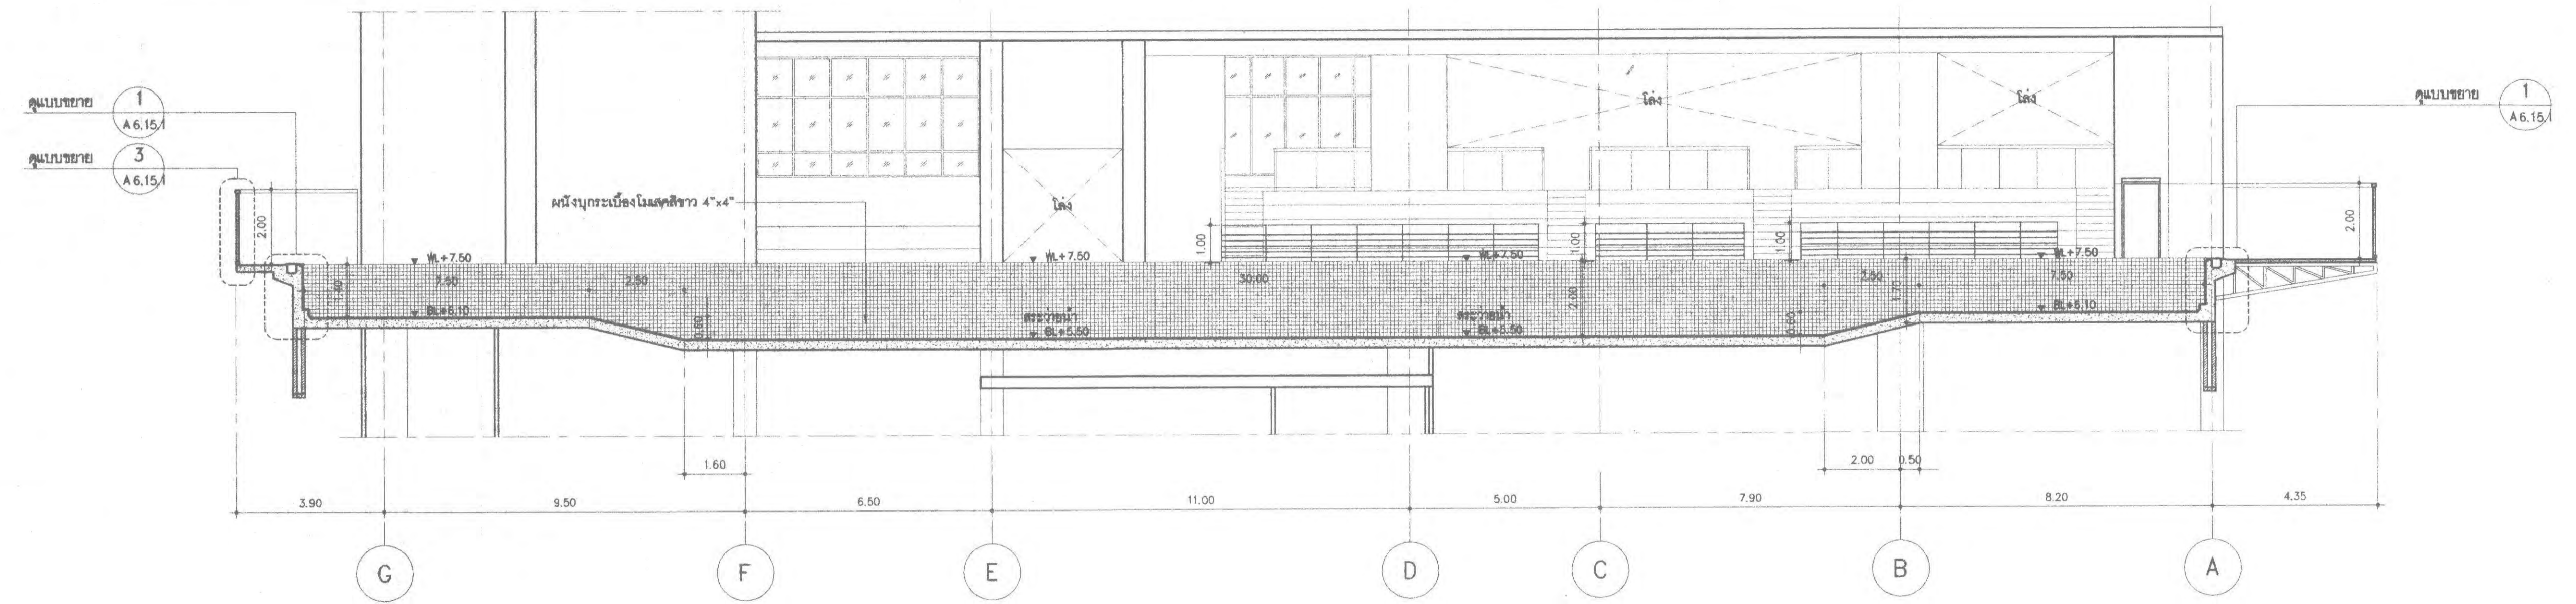 ดูแบบขยาย
1
A6.15/1
ดูแบบขยาย
3
A6.15/1
ดูแบบขยาย
1
A6.15/1
โล่ง
โล่ง
โล่ง
ผนังบุกระเบื้องโมเสคสีขาว 4"x4"
2.00
1.00
1.00
1.00
2.00
WL+7.50
WL+7.50
WL+7.50
WL+7.50
7.50
2.50
30.00
2.50
7.50
1.40
2.00
1.70
BL+6.10
BL+6.10
0.60
0.60
สระว่ายน้ำ
BL+5.50
สระว่ายน้ำ
BL+5.50
1.60
2.00
0.50
3.90
9.50
6.50
11.00
5.00
7.90
8.20
4.35
G
F
E
D
C
B
A